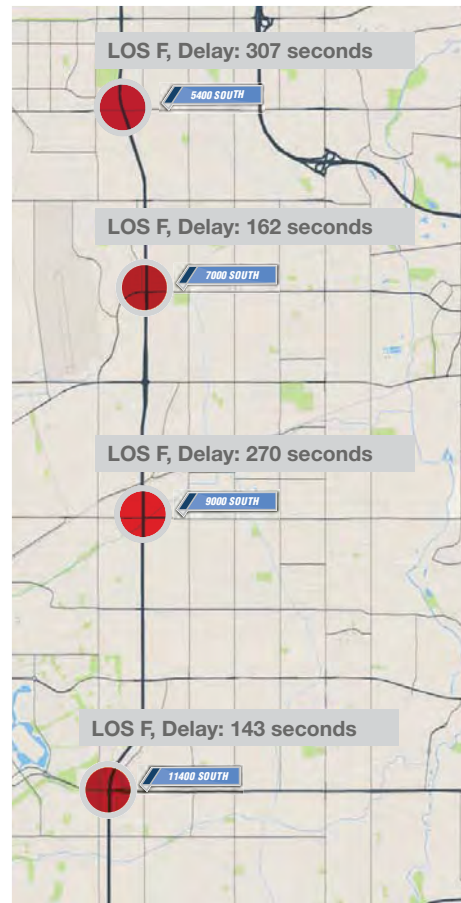 LOS F, Delay: 307 seconds
5400 SOUTH
LOS F, Delay: 162 seconds
7000 SOUTH
LOS F, Delay: 270 seconds
9000 SOUTH
LOS F, Delay: 143 seconds
11400 SOUTH